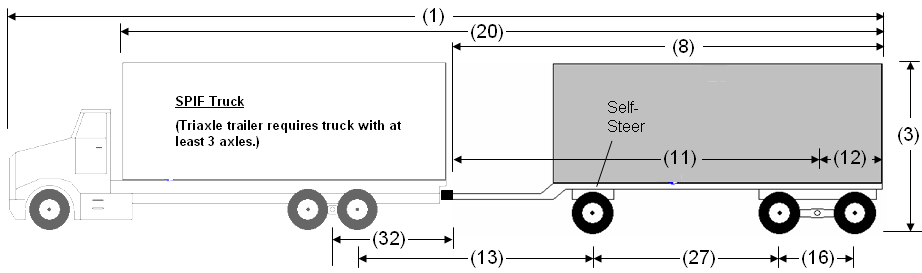 (1)
(20)
(8)
SPIF Truck
(Triaxle trailer requires truck with at
least 3 axles.)
Self-
Steer
(3)
(11)
(12)
(32)
(13)
(27)
(16)